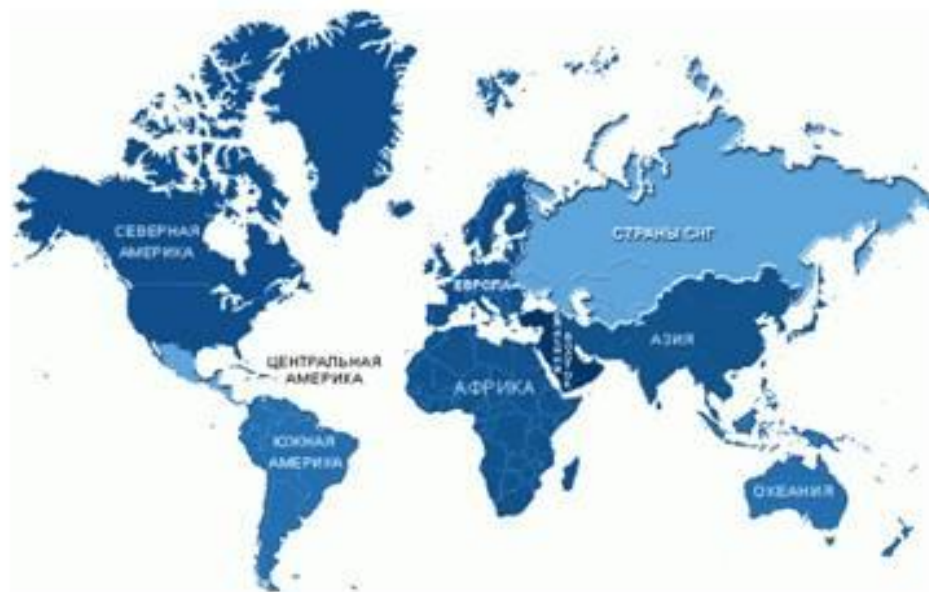 СЕВЕРНАЯ
АМЕРИКА
СТРАНЫ СНГ
ЕВРОПА
АЗИЯ
ЦЕНТРАЛЬНАЯ
АМЕРИКА
АФРИКА
ЮЖНАЯ
АМЕРИКА
ОКЕАНИЯ